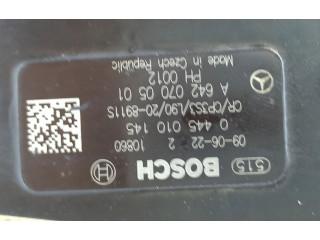 515 BOSCH
09-06-22 2 10860
0 445 010 145
CR/CP3S3/L90/20-8911S
A 642 070 05 01
PH 0012
Made in Czech Republic